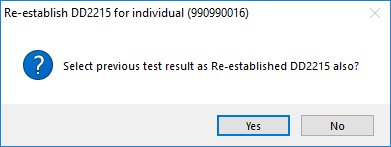 Re-establish DD2215 for individual (990990016)
Select previous test result as Re-established DD2215 also?
Yes
No